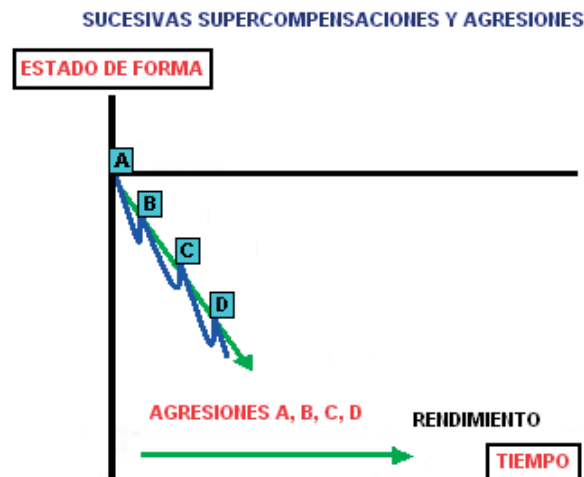 SUCESIVAS SUPERCOMPENSACIONES Y AGRESIONES
ESTADO DE FORMA
A
B
C
D
AGRESIONES A, B, C, D
RENDIMIENTO
TIEMPO